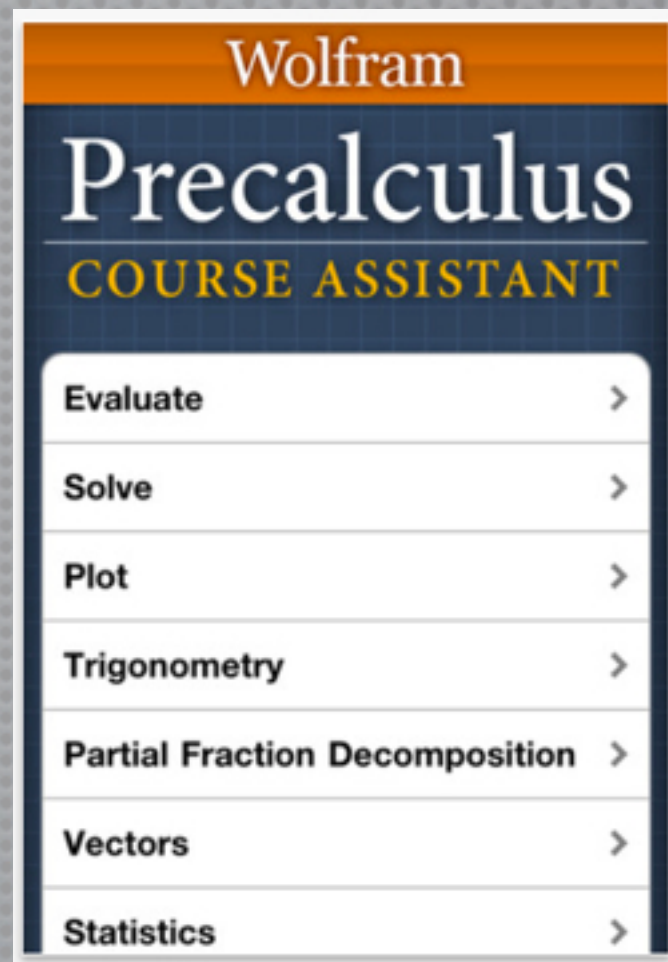 Wolfram
Precalculus
COURSE ASSISTANT
Evaluate
Solve
Plot
Trigonometry
Partial Fraction Decomposition
Vectors
Statistics